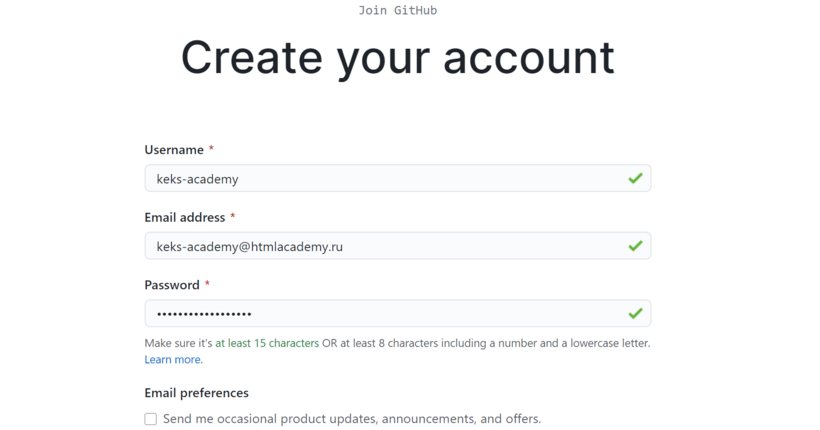 Join GitHub
Create your account
Username *
keks-academy
Email address *
keks-academy@htmlacademy.ru
Password *
••••••••••••••••••
Make sure it's at least 15 characters OR at least 8 characters including a number and a lowercase letter.
Learn more.
Email preferences
Send me occasional product updates, announcements, and offers.